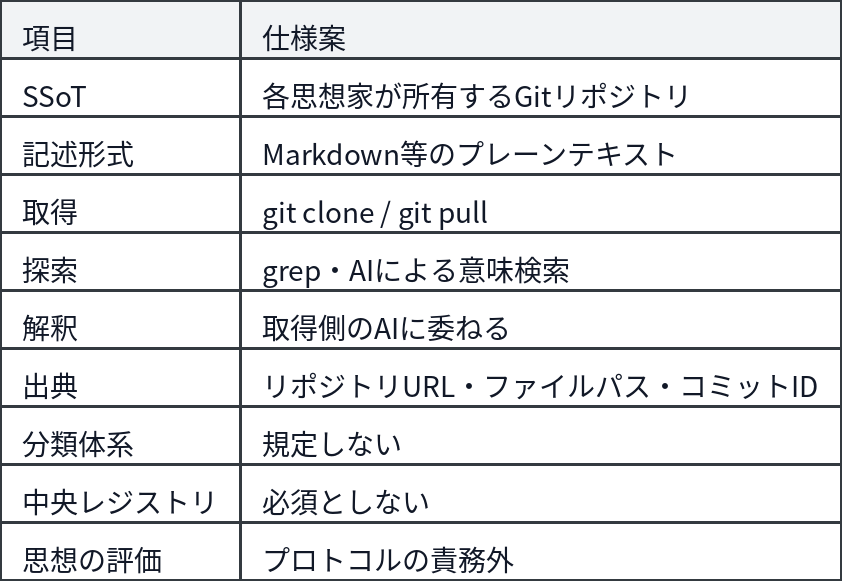 項目 仕様案
SSoT 各思想家が所有するGitリポジトリ
記述形式 Markdown等のプレーンテキスト
取得 git clone / git pull
探索 grep・AIによる意味検索
解釈 取得側のAIに委ねる
出典 リポジトリURL・ファイルパス・コミットID
分類体系 規定しない
中央レジストリ 必須としない
思想の評価 プロトコルの責務外